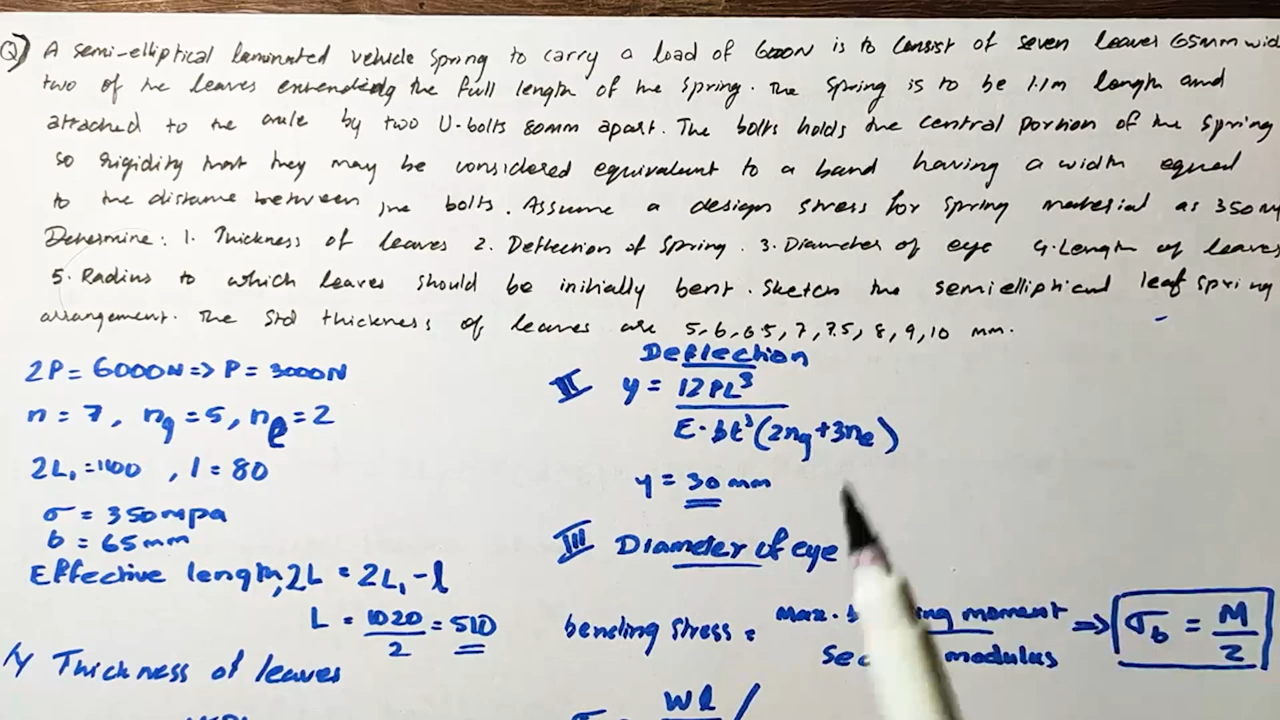 Q) A semi-elliptical laminated vehicle spring to carry a load of 6000N is to consist of seven leaves 65mm wid
two of the leaves extending the full length of the spring. The spring is to be 1.1m length and
attached to the axle by two U-bolts 80mm apart. The bolts holds the central portion of the spring
so rigidity that they may be considered equivalent to a band having a width equal
to the distance between the bolts. Assume a design stress for spring material as 350 M
Determine: 1. Thickness of leaves 2. Deflection of spring. 3. Diameter of eye 4. Length of leaves
5. Radius to which leaves should be initially bent. Sketch the semielliptical leaf spring
arrangement. The Std thickness of leaves are 5, 6, 6.5, 7, 7.5, 8, 9, 10 mm.
2P = 6000N => P = 3000N
n = 7, ng = 5, ne = 2
2L₁ = 1100, l = 80
σ = 350 mpa
b = 65 mm
Effective length, 2L = 2L₁ - l
L = 1020/2 = 510
I) Thickness of leaves
Deflection
II y = 12PL³
E·bt³(2ng+3ne)
y = 30 mm
III Diameter of eye
bending stress = Max. moment => σb = M/Z
modulus
Wl